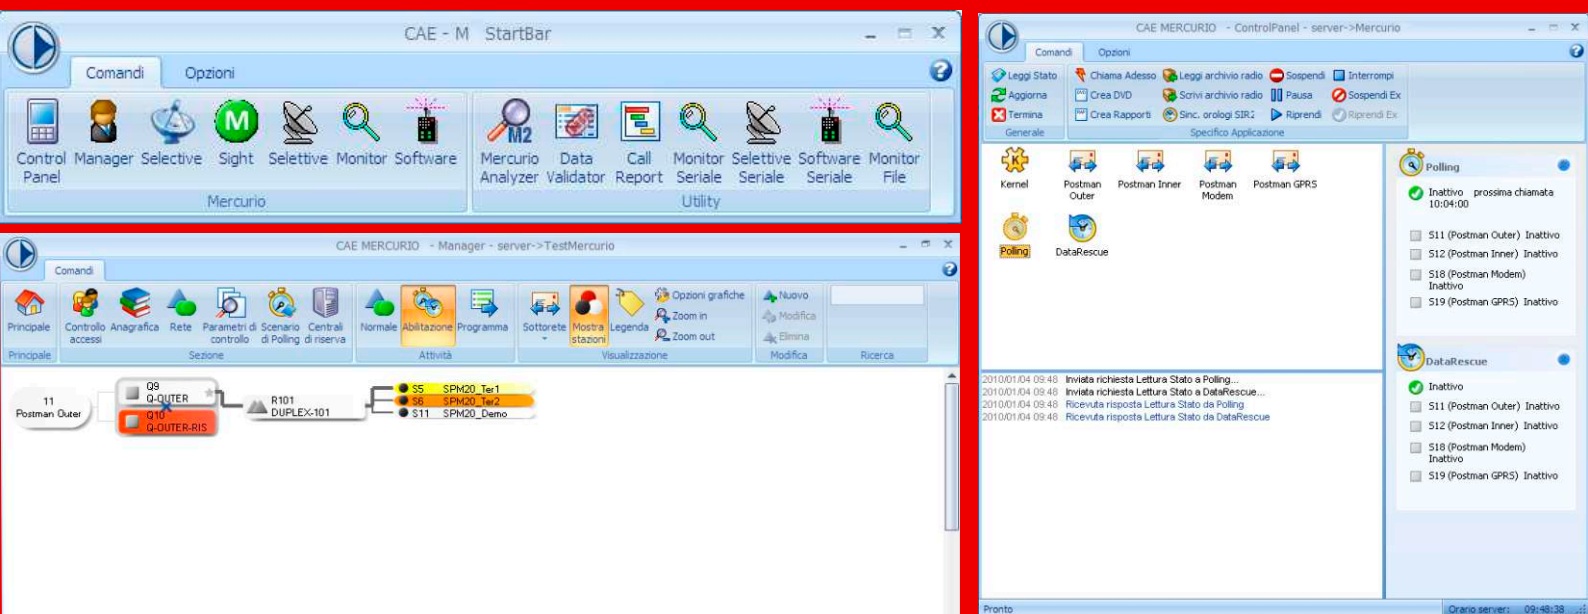 CAE - M StartBar
Comandi Opzioni
Control Panel
Manager
Selective
Sight
Selettive
Monitor
Software
Mercurio Analyzer
Data Validator
Call Report
Monitor Seriale
Selettive Seriale
Software Seriale
Monitor File
Mercurio
Utility
CAE MERCURIO - Manager - server->TestMercurio
Comandi
Principale
Controllo accessi
Anagrafica
Rete
Parametri di controllo
Scenario di Polling
Centrali di riserva
Normale
Abilitazione
Programma
Sottorete
Mostra stazioni
Legenda
Opzioni grafiche
Zoom in
Zoom out
Nuovo
Modifica
Elimina
Principale
Sezione
Attività
Visualizzazione
Modifica
Ricerca
11
Postman Outer
Q9
Q-OUTER
Q10
Q-OUTER-RIS
R101
DUPLEX-101
S5 SPM20_Ter1
S6 SPM20_Ter2
S11 SPM20_Demo
CAE MERCURIO - ControlPanel - server->Mercurio
Comandi Opzioni
Leggi Stato
Aggiorna
Termina
Generale
Chiama Adesso
Leggi archivio radio
Sospendi
Interrompi
Crea DVD
Scrivi archivio radio
Pausa
Sospendi Ex
Crea Rapporti
Sinc. orologi SIR2
Riprendi
Riprendi Ex
Specifico Applicazione
Kernel
Postman Outer
Postman Inner
Postman Modem
Postman GPRS
Polling
DataRescue
2010/01/04 09:48 Inviata richiesta Lettura Stato a Polling...
2010/01/04 09:48 Inviata richiesta Lettura Stato a DataRescue...
2010/01/04 09:48 Ricevuta risposta Lettura Stato da Polling
2010/01/04 09:48 Ricevuta risposta Lettura Stato da DataRescue
Polling
Inattivo prossima chiamata
10:04:00
S11 (Postman Outer) Inattivo
S12 (Postman Inner) Inattivo
S18 (Postman Modem)
Inattivo
S19 (Postman GPRS) Inattivo
DataRescue
Inattivo
S11 (Postman Outer) Inattivo
S12 (Postman Inner) Inattivo
S18 (Postman Modem)
Inattivo
S19 (Postman GPRS) Inattivo
Pronto
Orario server: 09:48:38